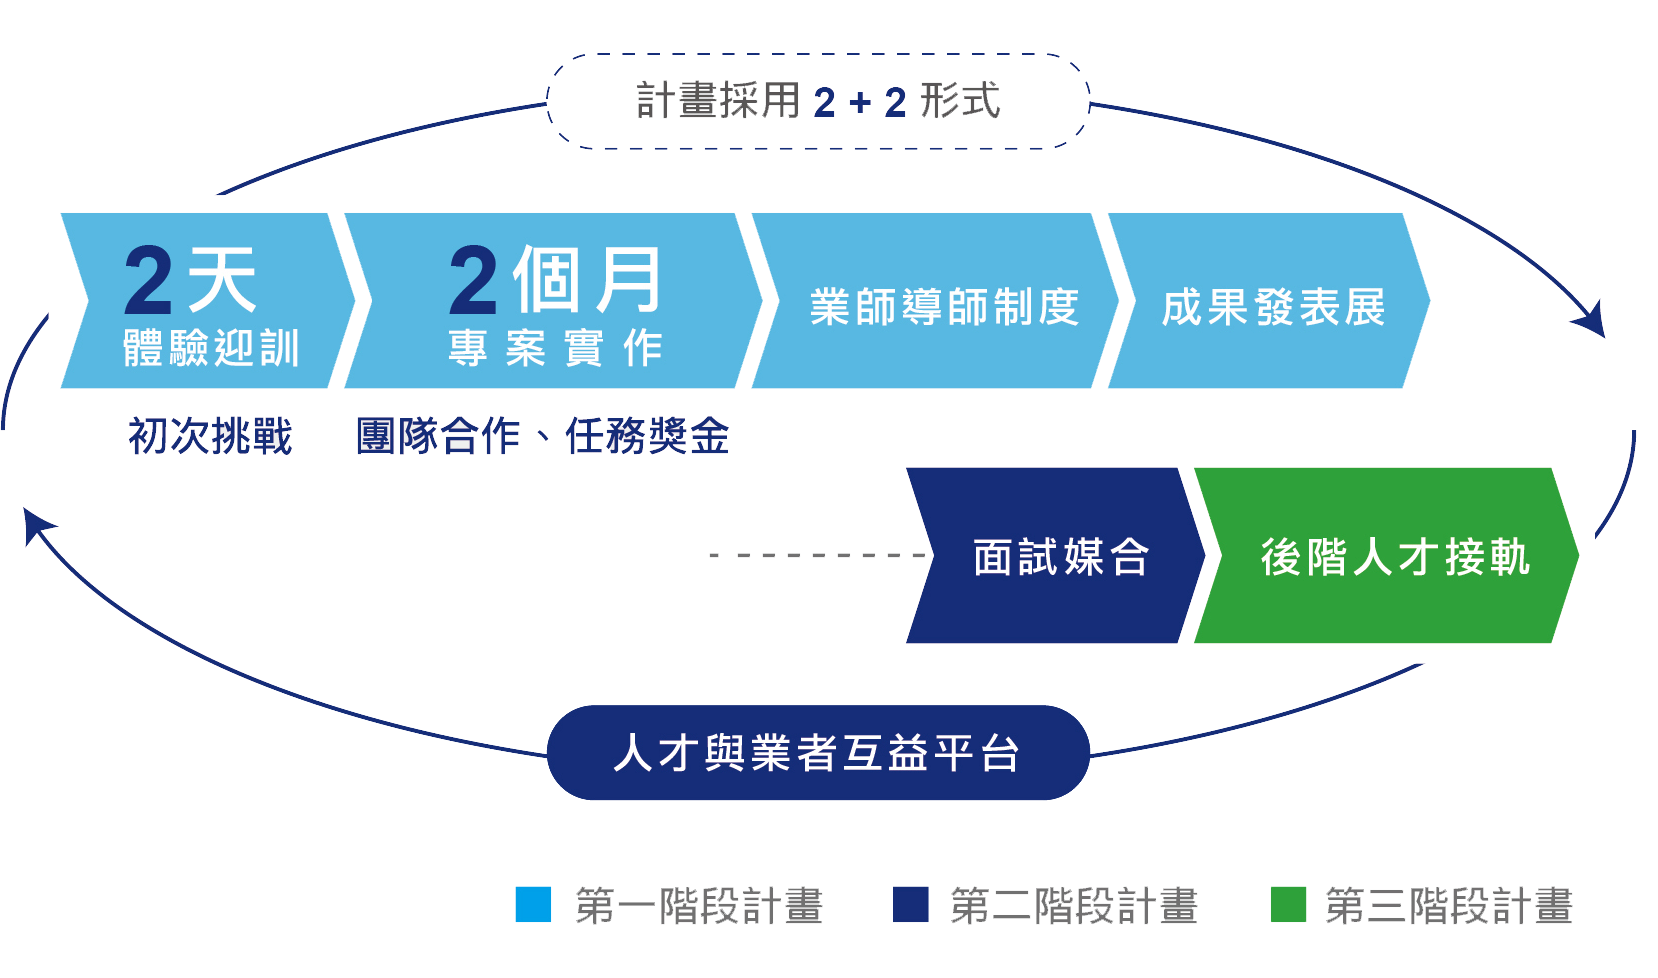 計畫採用 2 + 2 形式
2天
體驗迎訓
2個月
專案實作
業師導師制度
成果發表展
初次挑戰
團隊合作、任務獎金
面試媒合
後階人才接軌
人才與業者互益平台
第一階段計畫
第二階段計畫
第三階段計畫